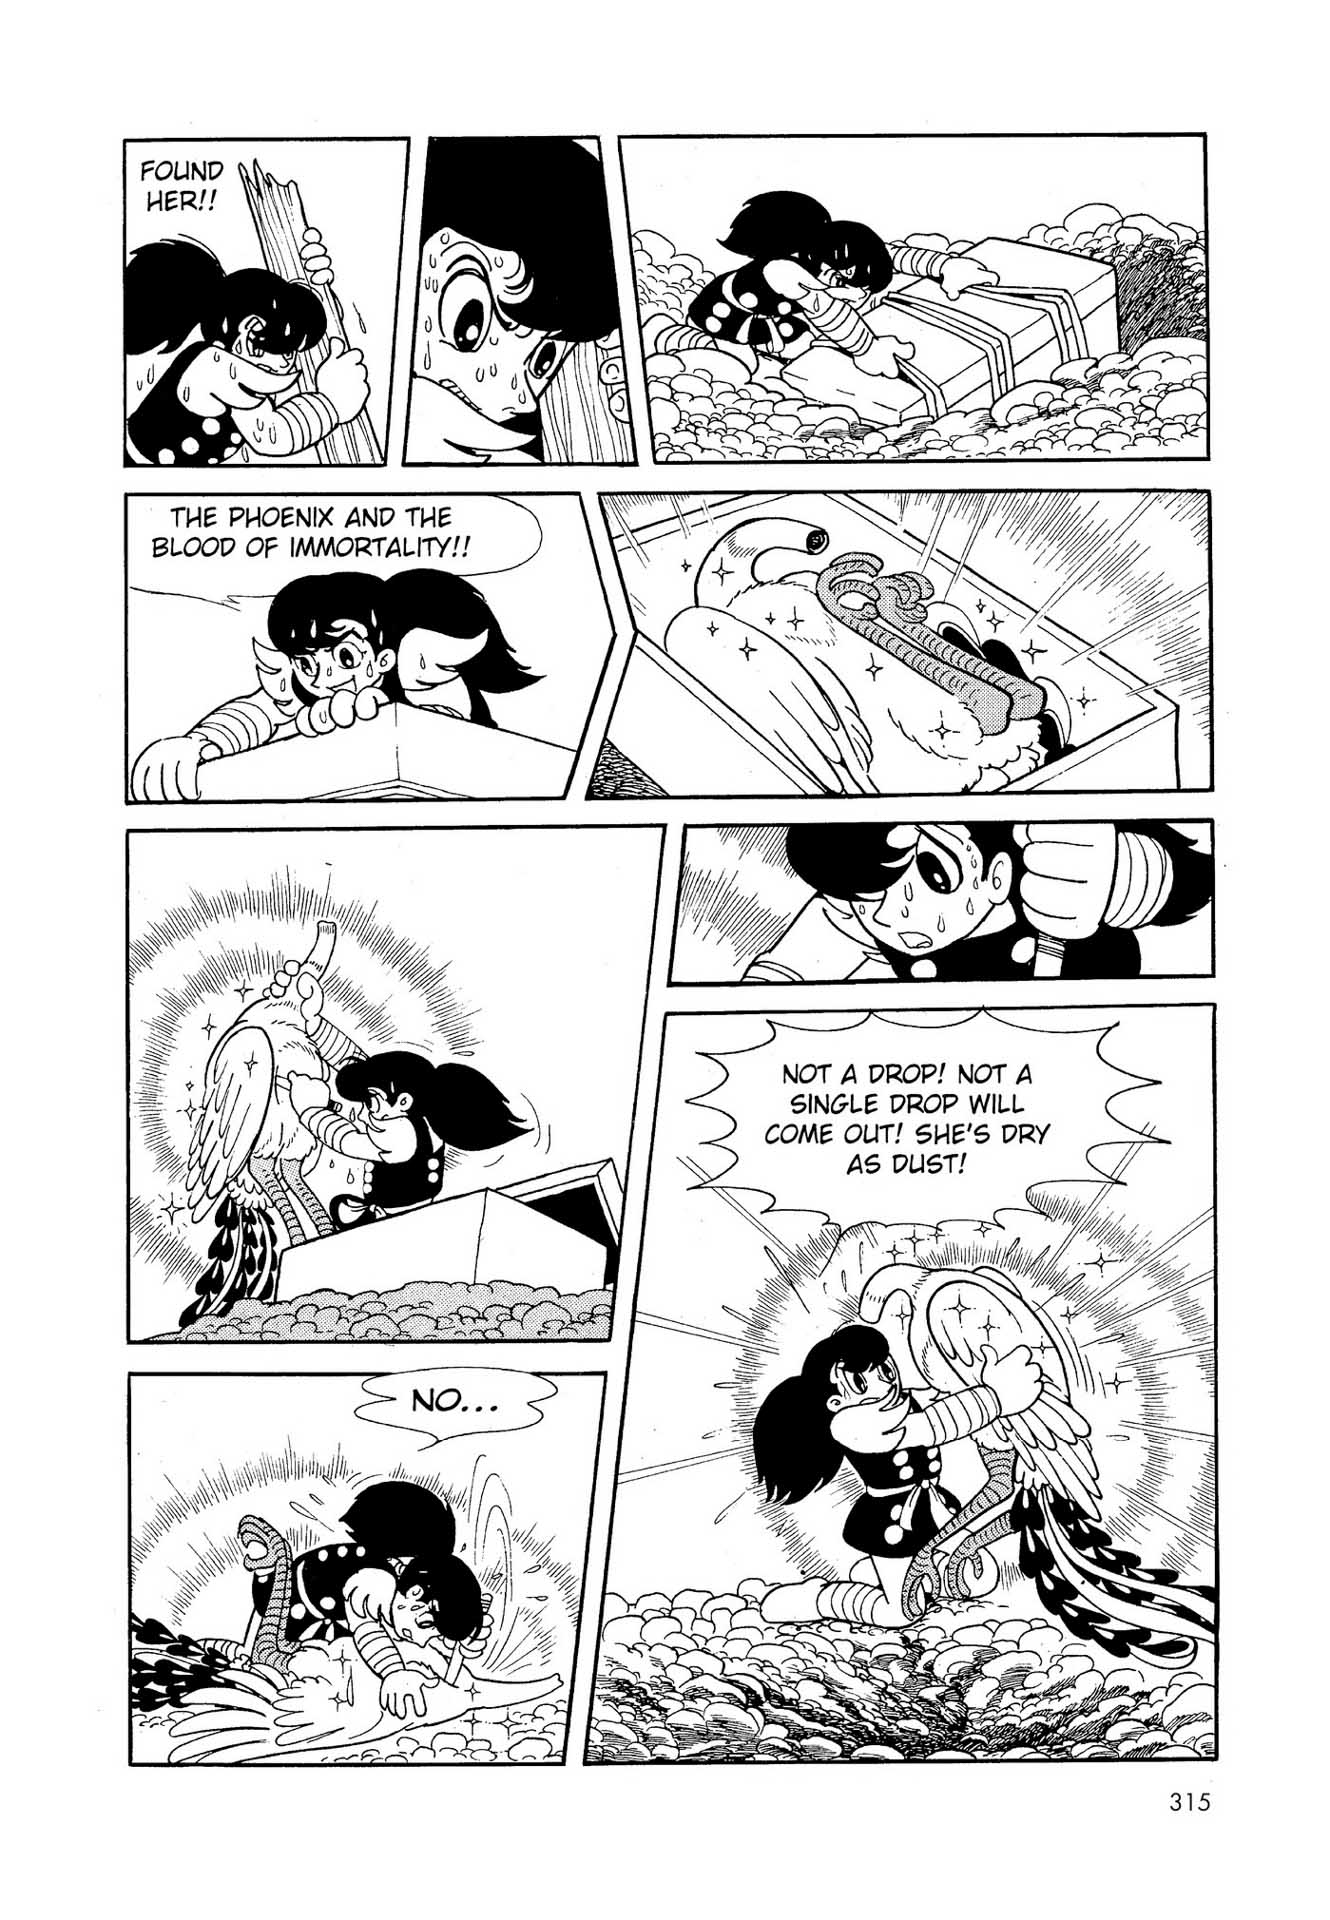 FOUND
HER!!
THE PHOENIX AND THE
BLOOD OF IMMORTALITY!!
NOT A DROP! NOT A
SINGLE DROP WILL
COME OUT! SHE'S DRY
AS DUST!
NO...
315